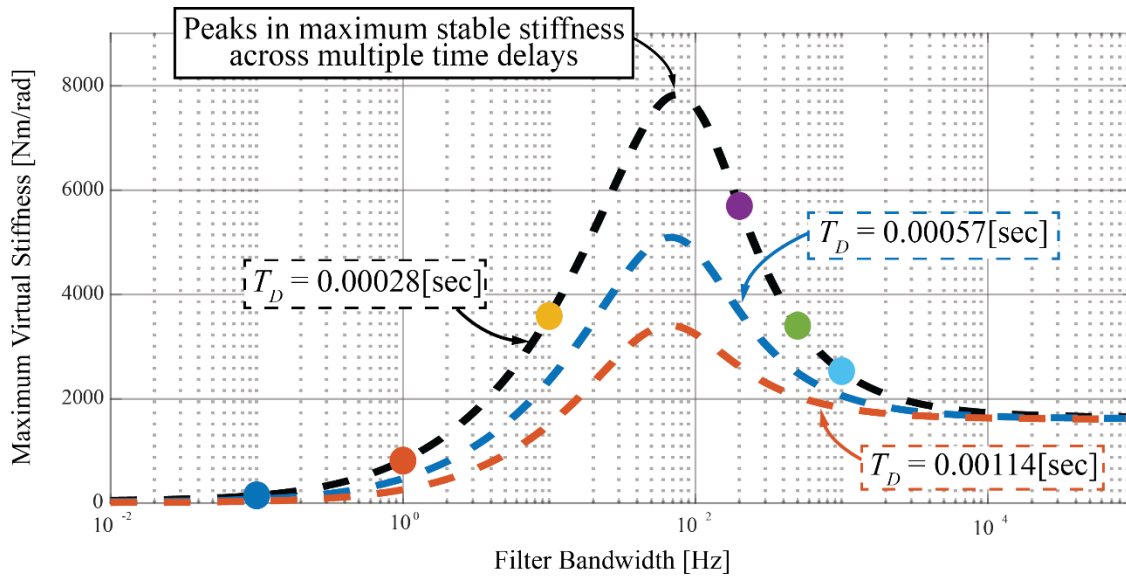 Peaks in maximum stable stiffness
across multiple time delays
Maximum Virtual Stiffness [Nm/rad]
8000
6000
4000
2000
0
T_D = 0.00057[sec]
T_D = 0.00028[sec]
T_D = 0.00114[sec]
10^-2
10^0
10^2
10^4
Filter Bandwidth [Hz]